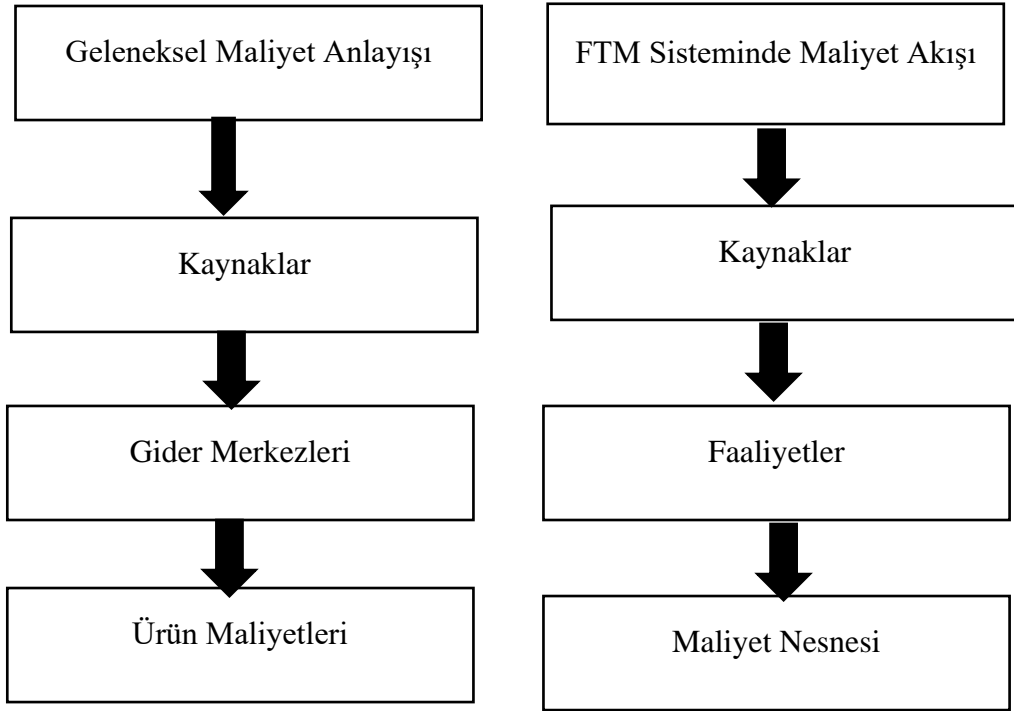 Geleneksel Maliyet Anlayışı
Kaynaklar
Gider Merkezleri
Ürün Maliyetleri
FTM Sisteminde Maliyet Akışı
Kaynaklar
Faaliyetler
Maliyet Nesnesi